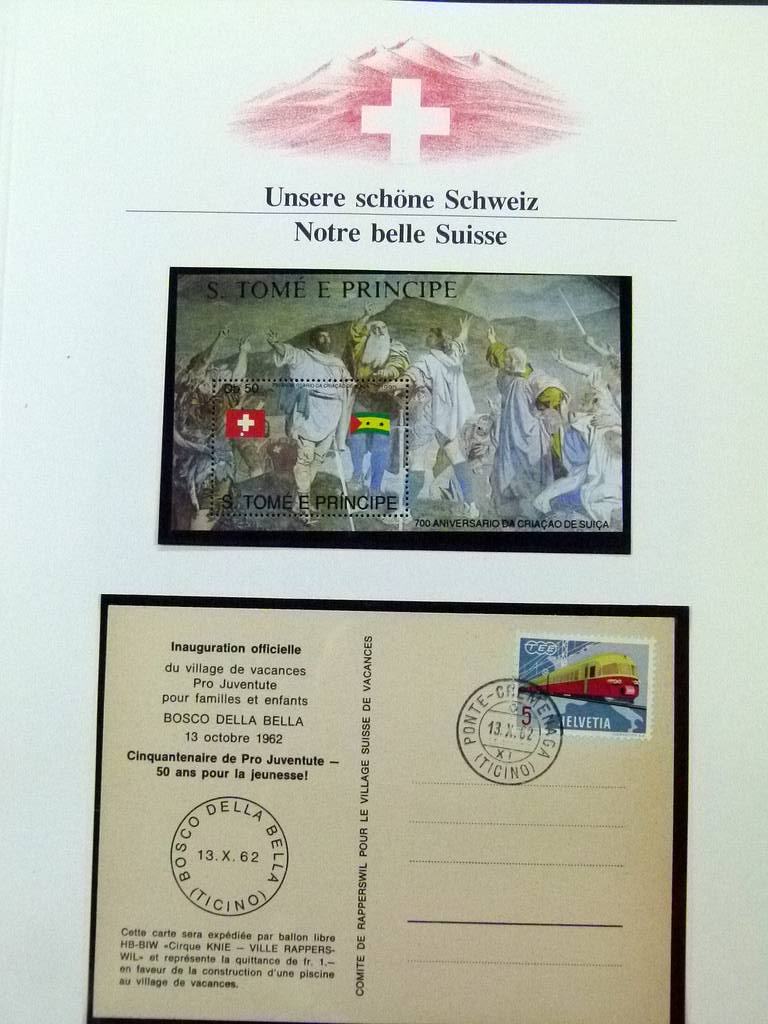 Unsere schöne Schweiz
Notre belle Suisse
S. TOMÉ E PRINCIPE
Db 50
S. TOMÉ E PRÍNCIPE
700 ANIVERSARIO DA CRIAÇAO DE SUIÇA
Inauguration officielle
du village de vacances
Pro Juventute
pour familles et enfants
BOSCO DELLA BELLA
13 octobre 1962
Cinquantenaire de Pro Juventute —
50 ans pour la jeunesse!
BOSCO DELLA BELLA
13.X.62
(TICINO)
Cette carte sera expédiée par ballon libre
HB-BIW «Cirque KNIE — VILLE RAPPERS-
WIL» et représente la quittance de fr. 1.—
en faveur de la construction d'une piscine
au village de vacances.
COMITE DE RAPPERSWIL POUR LE VILLAGE SUISSE DE VACANCES
TEE
5
HELVETIA
PONTE-CREMENAGA
13.X.62
XI
(TICINO)